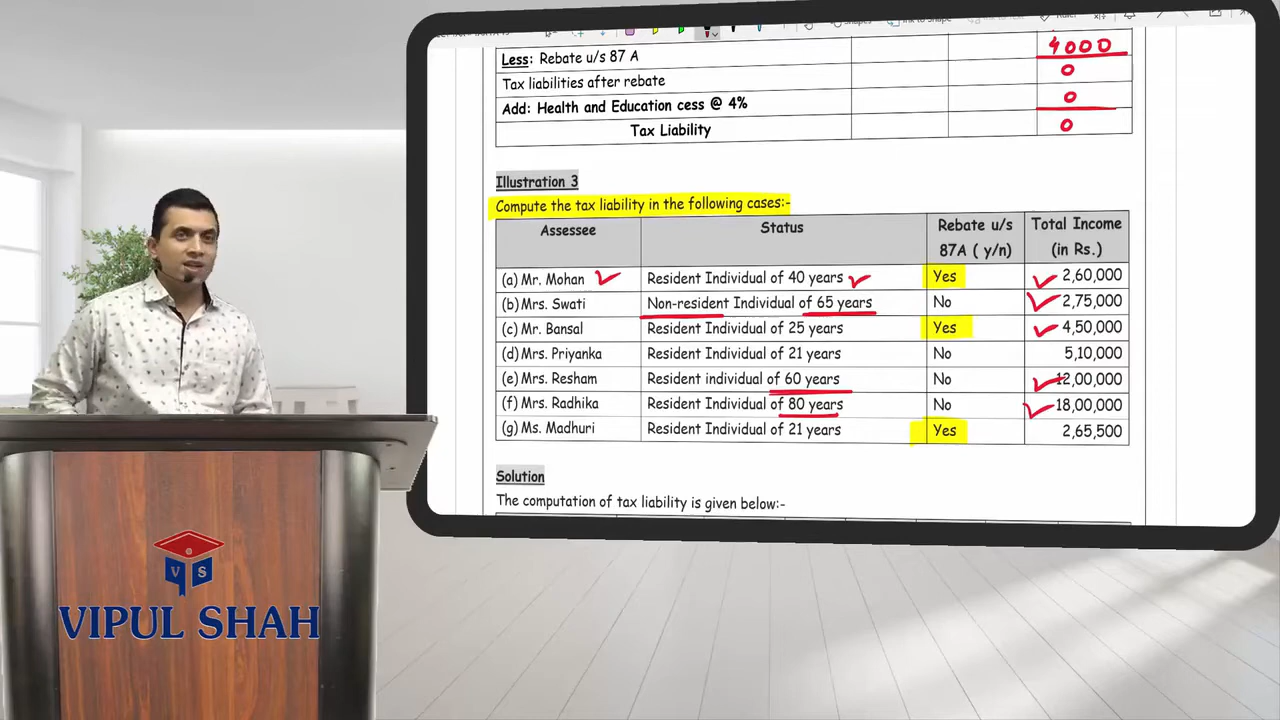 4000
Less: Rebate u/s 87 A
Tax liabilities after rebate 0
Add: Health and Education cess @ 4% 0
Tax Liability 0
Illustration 3
Compute the tax liability in the following cases:-
Assessee Status Rebate u/s 87A ( y/n) Total Income (in Rs.)
(a) Mr. Mohan Resident Individual of 40 years Yes 2,60,000
(b) Mrs. Swati Non-resident Individual of 65 years No 2,75,000
(c) Mr. Bansal Resident Individual of 25 years Yes 4,50,000
(d) Mrs. Priyanka Resident Individual of 21 years No 5,10,000
(e) Mrs. Resham Resident individual of 60 years No 12,00,000
(f) Mrs. Radhika Resident Individual of 80 years No 18,00,000
(g) Ms. Madhuri Resident Individual of 21 years Yes 2,65,500
Solution
The computation of tax liability is given below:-
V S
VIPUL SHAH